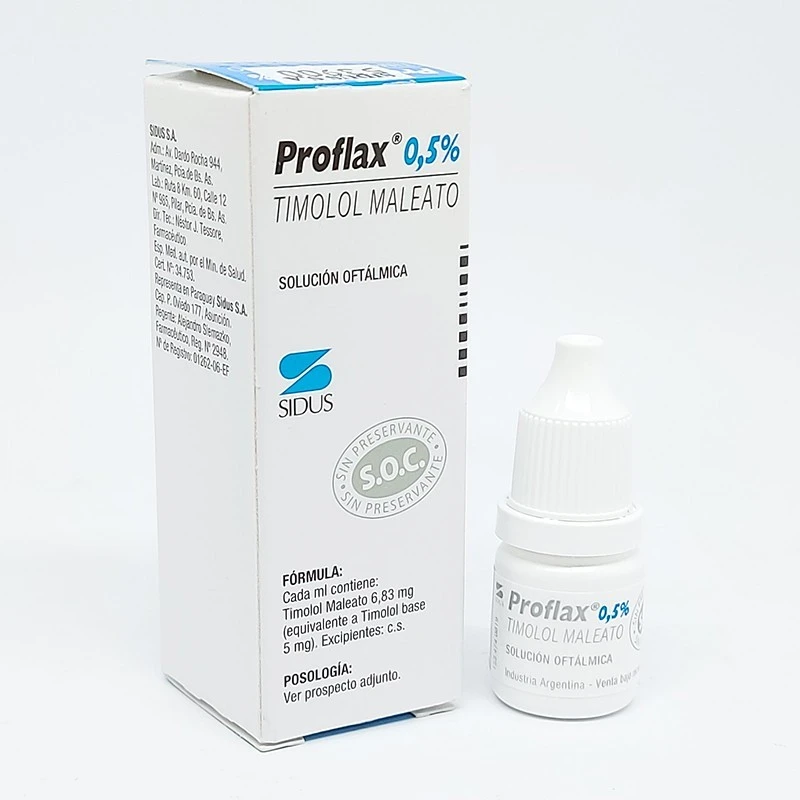 SIDUS S.A.
Adm.: Av. Dardo Rocha 944,
Martínez, Pcia. de Bs. As.
Lab.: Ruta 8 Km. 60, Calle 12
Nº 985, Pilar, Pcia. de Bs. As.
Dir. Tec.: Néstor J. Tessore,
Farmacéutico
Esp. Med. aut. por el Min. de Salud.
Cert. Nº: 34.753.
Representa en Paraguay Sidus S.A.
Cap. P. Oviedo 177, Asunción.
Regente: Alejandro Siemazko,
Farmacéutico, Reg. Nº 2948.
Nº de Registro: 01262-06-EF
Proflax® 0,5%
TIMOLOL MALEATO
SOLUCIÓN OFTÁLMICA
SIDUS
SIN PRESERVANTE
S.O.C.
SIN PRESERVANTE
FÓRMULA:
Cada ml contiene:
Timolol Maleato 6,83 mg
(equivalente a Timolol base
5 mg). Excipientes: c.s.
POSOLOGÍA:
Ver prospecto adjunto.
Proflax® 0,5%
TIMOLOL MALEATO
SOLUCIÓN OFTÁLMICA
Industria Argentina - Venta bajo